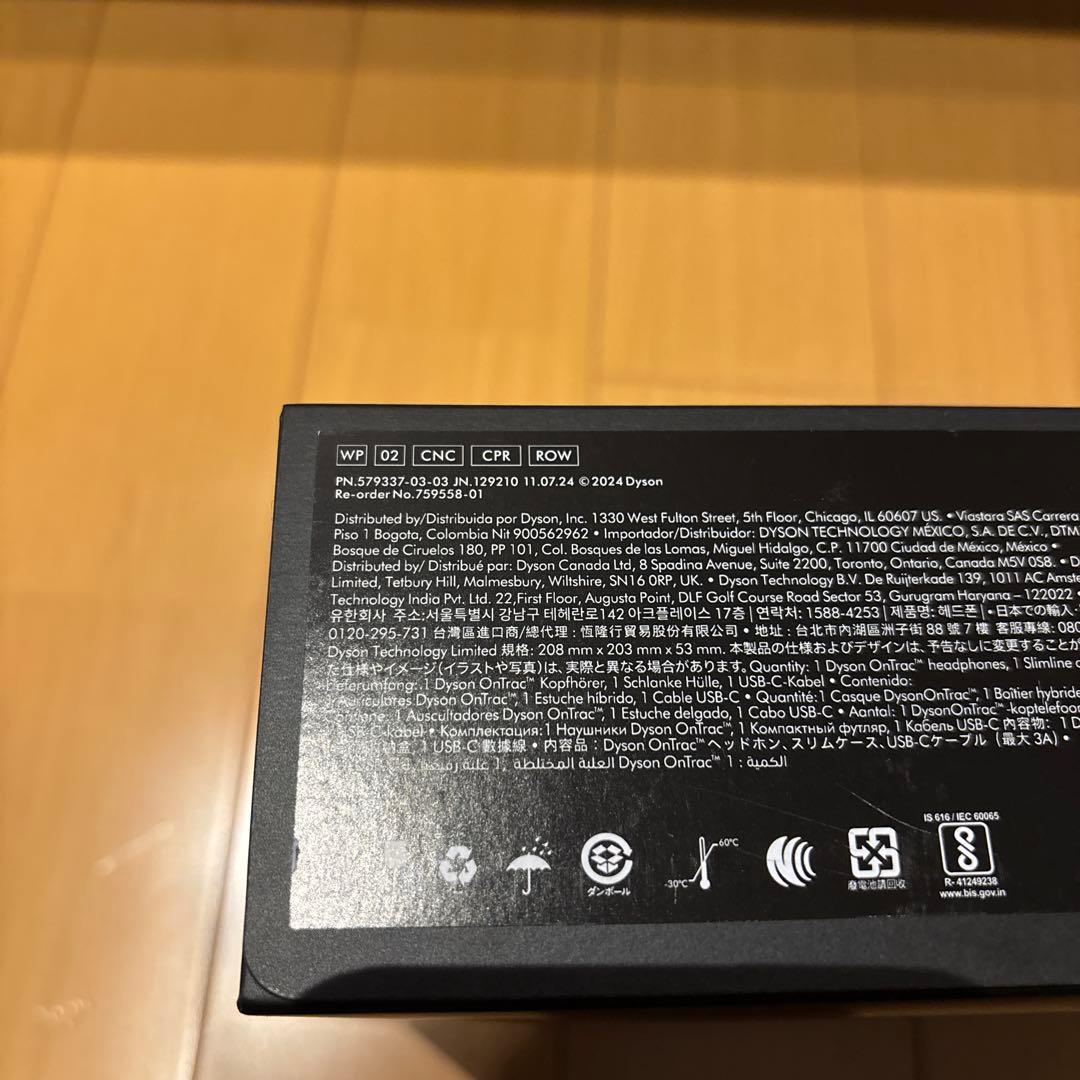 WP 02 CNC CPR ROW
PN.579337-03-03 JN.129210 11.07.24 ©2024 Dyson
Re-order No.759558-01
Distributed by/Distribuida por Dyson, Inc. 1330 West Fulton Street, 5th Floor, Chicago, IL 60607 US. • Viastara SAS Carrera
Piso 1 Bogota, Colombia Nit 900562962 • Importador/Distribuidor: DYSON TECHNOLOGY MÉXICO, S.A. DE C.V., DTM
Bosque de Ciruelos 180, PP 101, Col. Bosques de las Lomas, Miguel Hidalgo, C.P. 11700 Ciudad de México, México •
Distributed by/ Distribué par: Dyson Canada Ltd, 8 Spadina Avenue, Suite 2200, Toronto, Ontario, Canada M5V 0S8. • D
Limited, Tetbury Hill, Malmesbury, Wiltshire, SN16 0RP, UK. • Dyson Technology B.V. De Ruijterkade 139, 1011 AC Amste
Technology India Pvt. Ltd. 22,First Floor, Augusta Point, DLF Golf Course Road Sector 53, Gurugram Haryana – 122022 •
유한회사 주소:서울특별시 강남구 테헤란로142 아크플레이스 17층 | 연락처: 1588-4253 | 제품명: 헤드폰 | • 日本での輸入・
0120-295-731 台灣區進口商/總代理：恆隆行貿易股份有限公司 • 地址：台北市內湖區洲子街 88 號 7 樓 客服專線: 080
Dyson Technology Limited 規格: 208 mm x 203 mm x 53 mm. 本製品の仕様およびデザインは、予告なしに変更することが
た仕様やイメージ(イラストや写真)は、実際と異なる場合があります。Quantity: 1 Dyson OnTrac™ headphones, 1 Slimline c
Lieferumfang: 1 Dyson OnTrac™ Kopfhörer, 1 Schlanke Hülle, 1 USB-C-Kabel • Contenido:
Auriculares Dyson OnTrac™, 1 Estuche híbrido, 1 Cable USB-C • Quantité: 1 Casque DysonOnTrac™, 1 Boîtier hybride
1 Auscultadores Dyson OnTrac™, 1 Estuche delgado, 1 Cabo USB-C • Aantal: 1 DysonOnTrac™ -koptelefoon
C-kabel • Комплектация:1 Наушники Dyson OnTrac™, 1 Компактный футляр, 1 Кабель USB-C 內容物: 1 D
盒, 1 USB-C 數據線 • 內容品：Dyson OnTrac™ ヘッドホン、スリムケース、USB-Cケーブル（最大 3A） •
الكمية : 1 Dyson OnTrac™ العلبة المختلطة, 1 علبة
ダンボール
-30°C
60°C
廢電池請回收
IS 616 / IEC 60065
R- 41249238
www.bis.gov.in